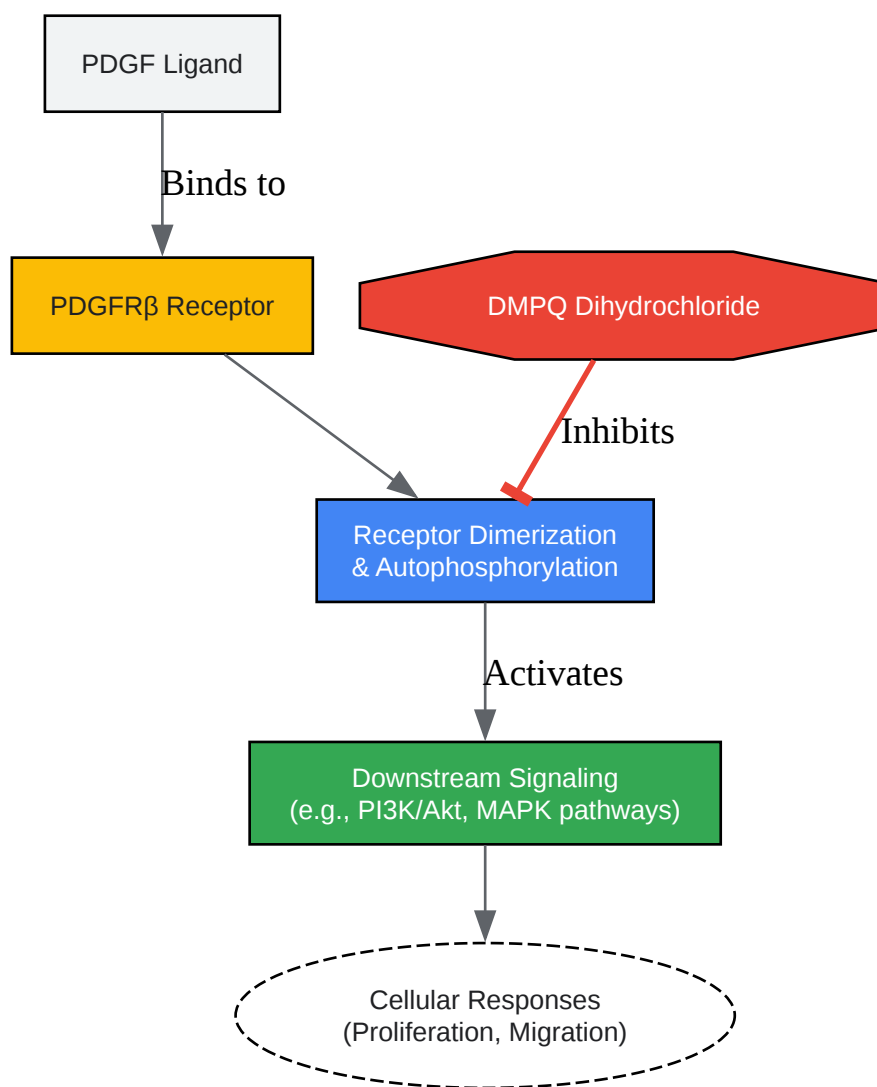 PDGF Ligand
Binds to
PDGFRβ Receptor
DMPQ Dihydrochloride
Inhibits
Receptor Dimerization
& Autophosphorylation
Activates
Downstream Signaling
(e.g., PI3K/Akt, MAPK pathways)
Cellular Responses
(Proliferation, Migration)